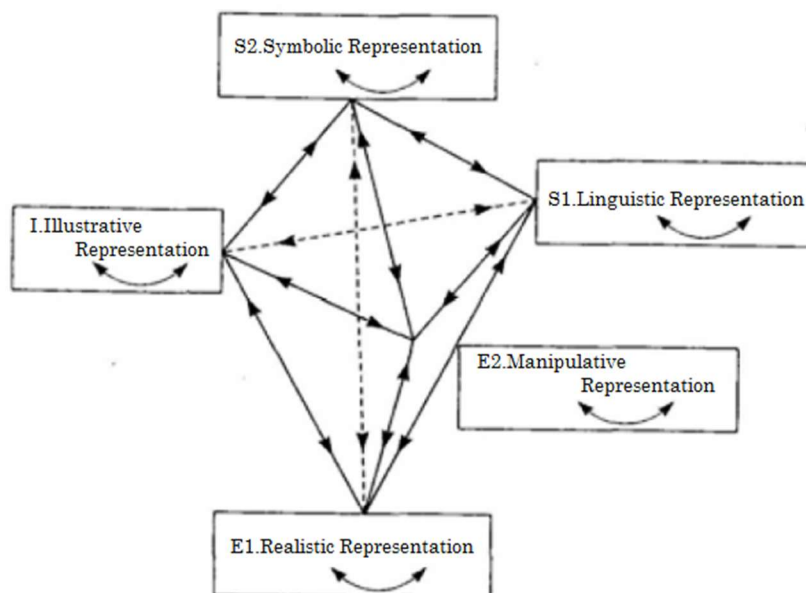 S2.Symbolic Representation
S1.Linguistic Representation
I.Illustrative
Representation
E2.Manipulative
Representation
E1.Realistic Representation